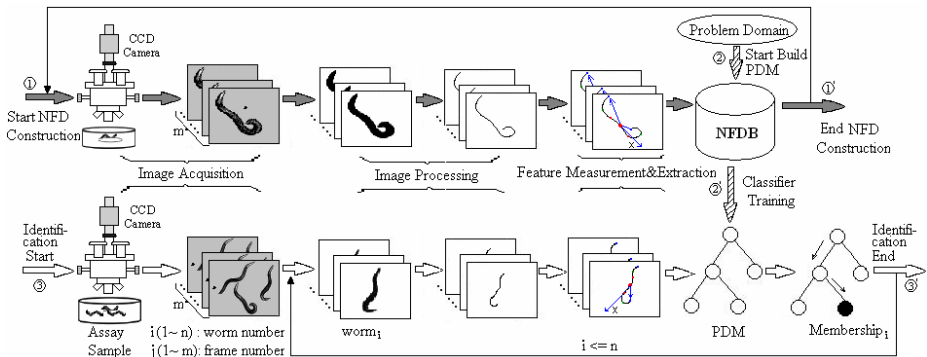 CCD
Camera
Problem Domain
② Start Build
PDM
①
Start NFD
Construction
m
X
NFDB
①'
End NFD
Construction
Image Acquisition
Image Processing
Feature Measurement&Extraction
②'
Classifier
Training
CCD
Camera
Identifi-
cation
Start
③
m
X
Identifi-
cation
End
③'
Assay
Sample
i (1~ n) : worm number
j (1~ m): frame number
worm i
i <= n
PDM
Membership i